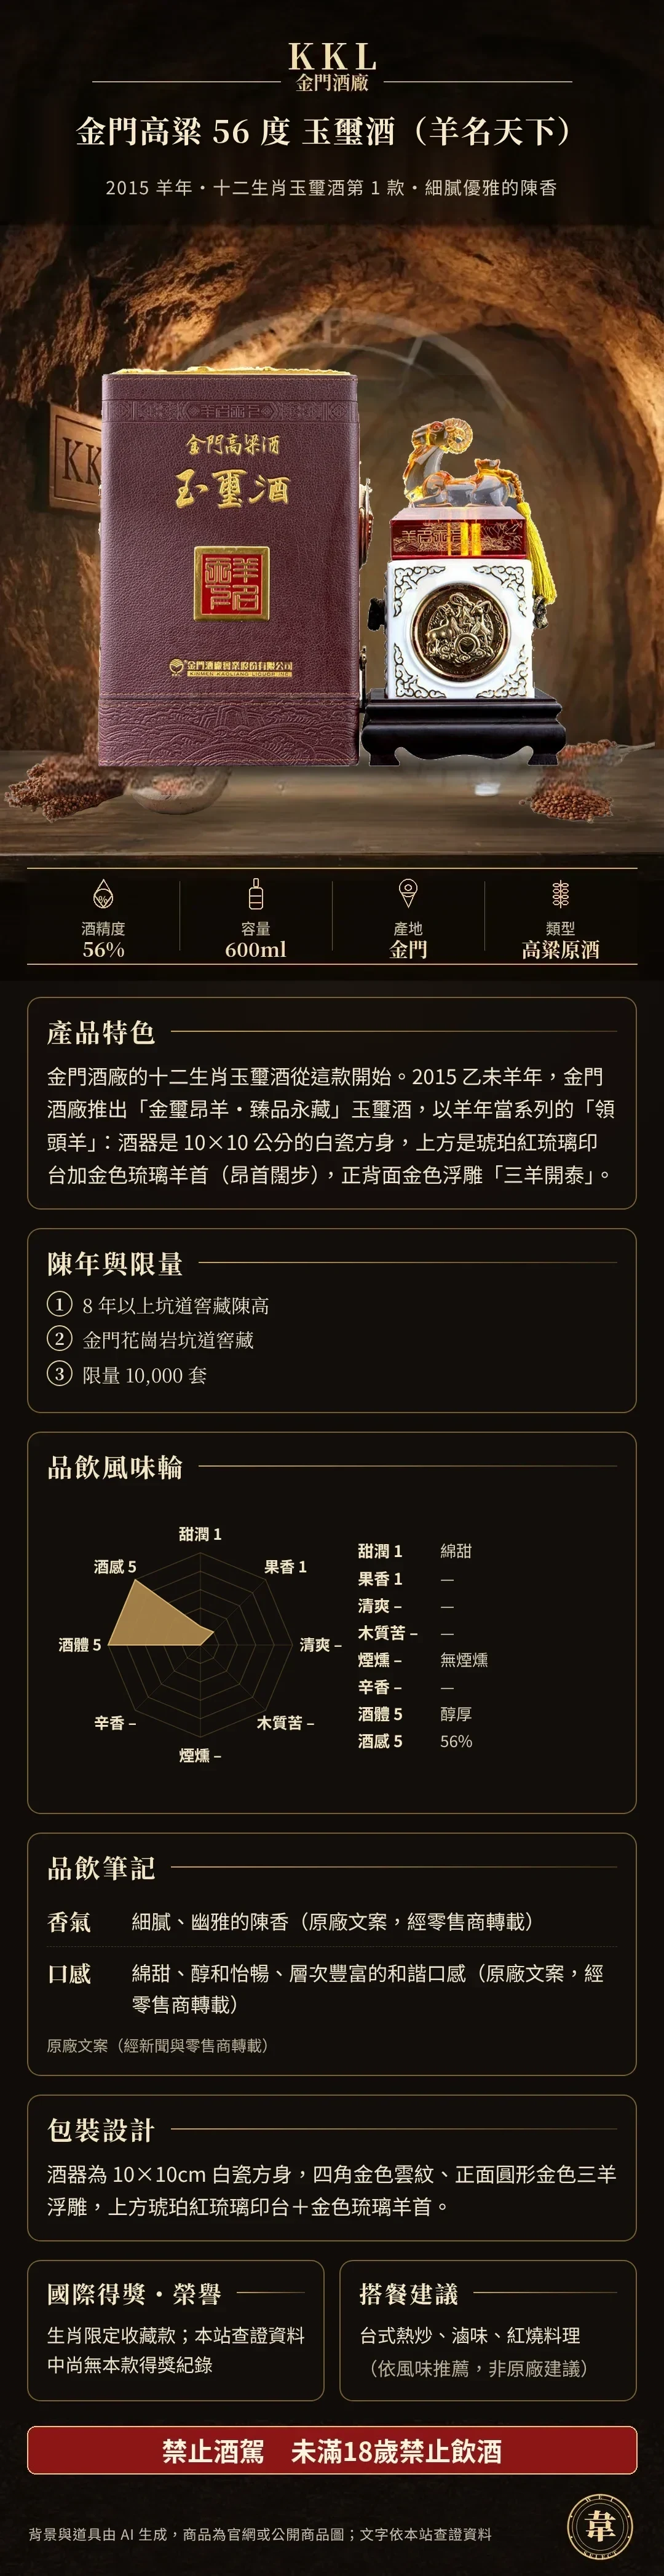 KKL
金門酒廠
金門高粱 56 度 玉璽酒（羊名天下）
2015 羊年・十二生肖玉璽酒第 1 款・細膩優雅的陳香
KK
金門高粱酒
玉璽酒
金門酒廠實業股份有限公司
KINMEN KAOLIANG LIQUOR INC.
酒精度
56%
容量
600ml
產地
金門
類型
高粱原酒
產品特色
金門酒廠的十二生肖玉璽酒從這款開始。2015 乙未羊年，金門
酒廠推出「金璽昂羊・臻品永藏」玉璽酒，以羊年當系列的「領
頭羊」：酒器是 10×10 公分的白瓷方身，上方是琥珀紅琉璃印
台加金色琉璃羊首（昂首闊步），正背面金色浮雕「三羊開泰」。
陳年與限量
1 8 年以上坑道窖藏陳高
2 金門花崗岩坑道窖藏
3 限量 10,000 套
品飲風味輪
甜潤 1
酒感 5
果香 1
酒體 5
清爽 –
辛香 –
木質苦 –
煙燻 –
甜潤 1 綿甜
果香 1 —
清爽 – —
木質苦 – —
煙燻 – 無煙燻
辛香 – —
酒體 5 醇厚
酒感 5 56%
品飲筆記
香氣 細膩、幽雅的陳香（原廠文案，經零售商轉載）
口感 綿甜、醇和怡暢、層次豐富的和諧口感（原廠文案，經
零售商轉載）
原廠文案（經新聞與零售商轉載）
包裝設計
酒器為 10×10cm 白瓷方身，四角金色雲紋、正面圓形金色三羊
浮雕，上方琥珀紅琉璃印台＋金色琉璃羊首。
國際得獎・榮譽
生肖限定收藏款；本站查證資料
中尚無本款得獎紀錄
搭餐建議
台式熱炒、滷味、紅燒料理
（依風味推薦，非原廠建議）
禁止酒駕 未滿18歲禁止飲酒
背景與道具由 AI 生成，商品為官網或公開商品圖；文字依本站查證資料
韋